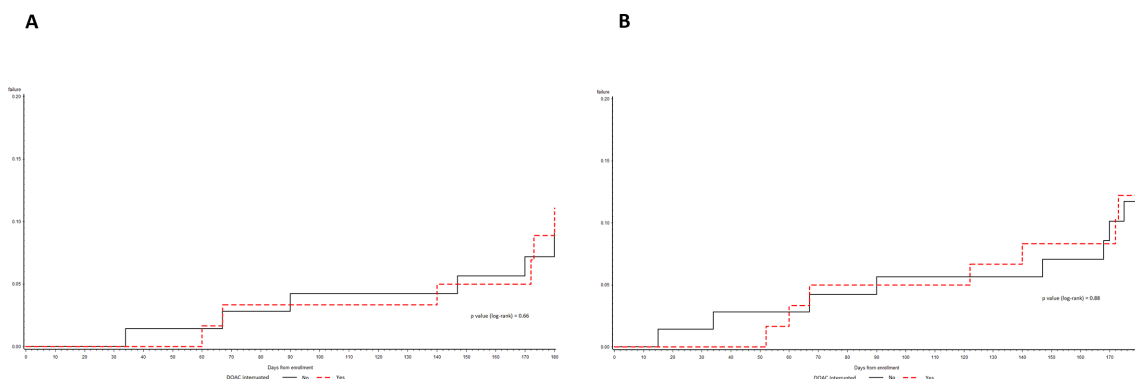 A
failure
0.20
0.15
0.10
0.05
0.00
p value (log-rank) = 0.66
0 10 20 30 40 50 60 70 80 90 100 110 120 130 140 150 160 170 180
Days from enrollment
DOAC Interrupted No Yes
B
failure
0.20
0.15
0.10
0.05
0.00
p value (log-rank) = 0.88
0 10 20 30 40 50 60 70 80 90 100 110 120 130 140 150 160 170
Days from enrollment
DOAC Interrupted No Yes